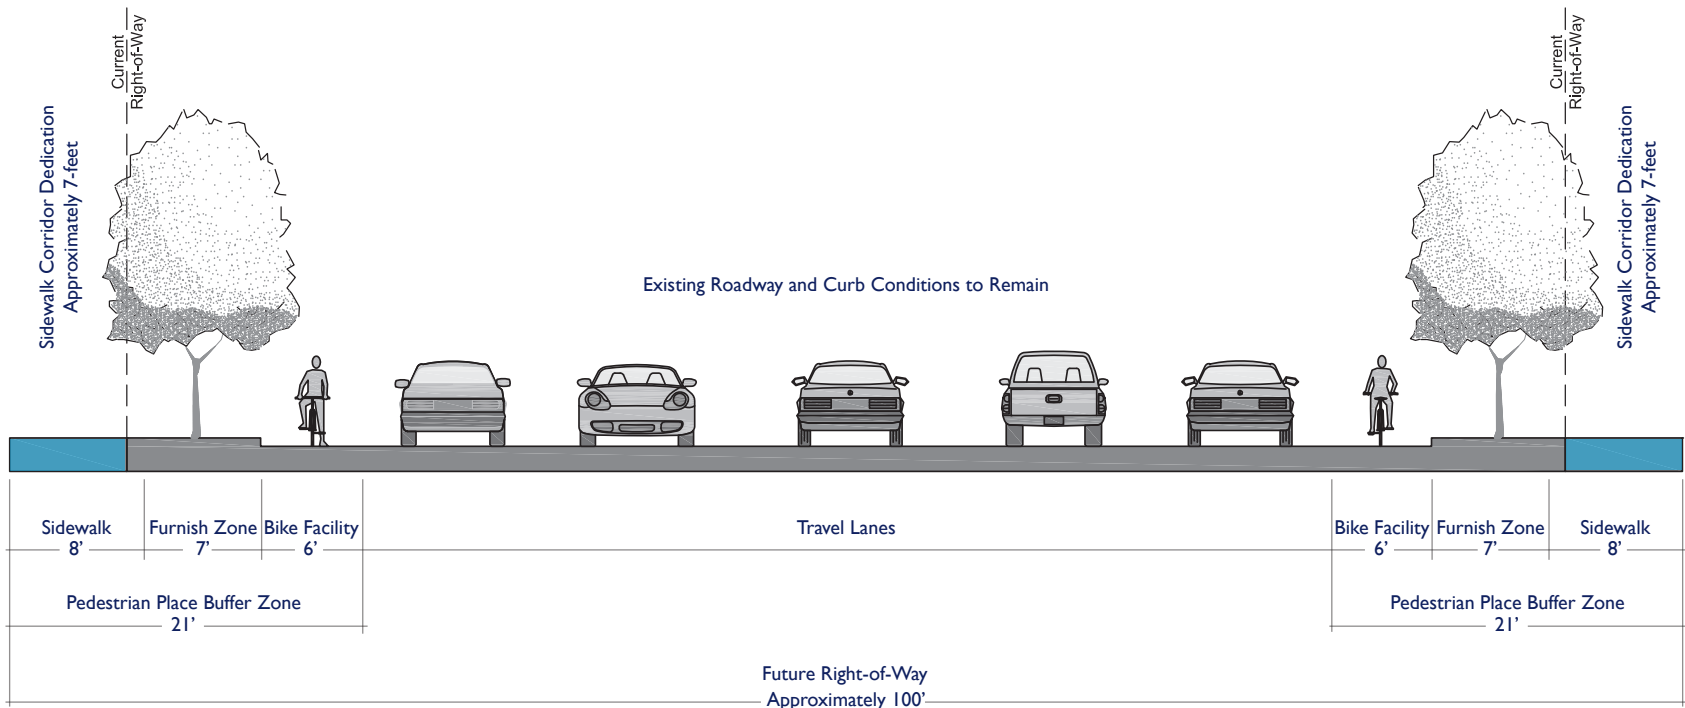 Current
Right-of-Way
Current
Right-of-Way
Sidewalk Corridor Dedication
Approximately 7-feet
Sidewalk Corridor Dedication
Approximately 7-feet
Existing Roadway and Curb Conditions to Remain
Sidewalk
8’
Furnish Zone
7’
Bike Facility
6’
Travel Lanes
Bike Facility
6’
Furnish Zone
7’
Sidewalk
8’
Pedestrian Place Buffer Zone
21’
Pedestrian Place Buffer Zone
21’
Future Right-of-Way
Approximately 100’